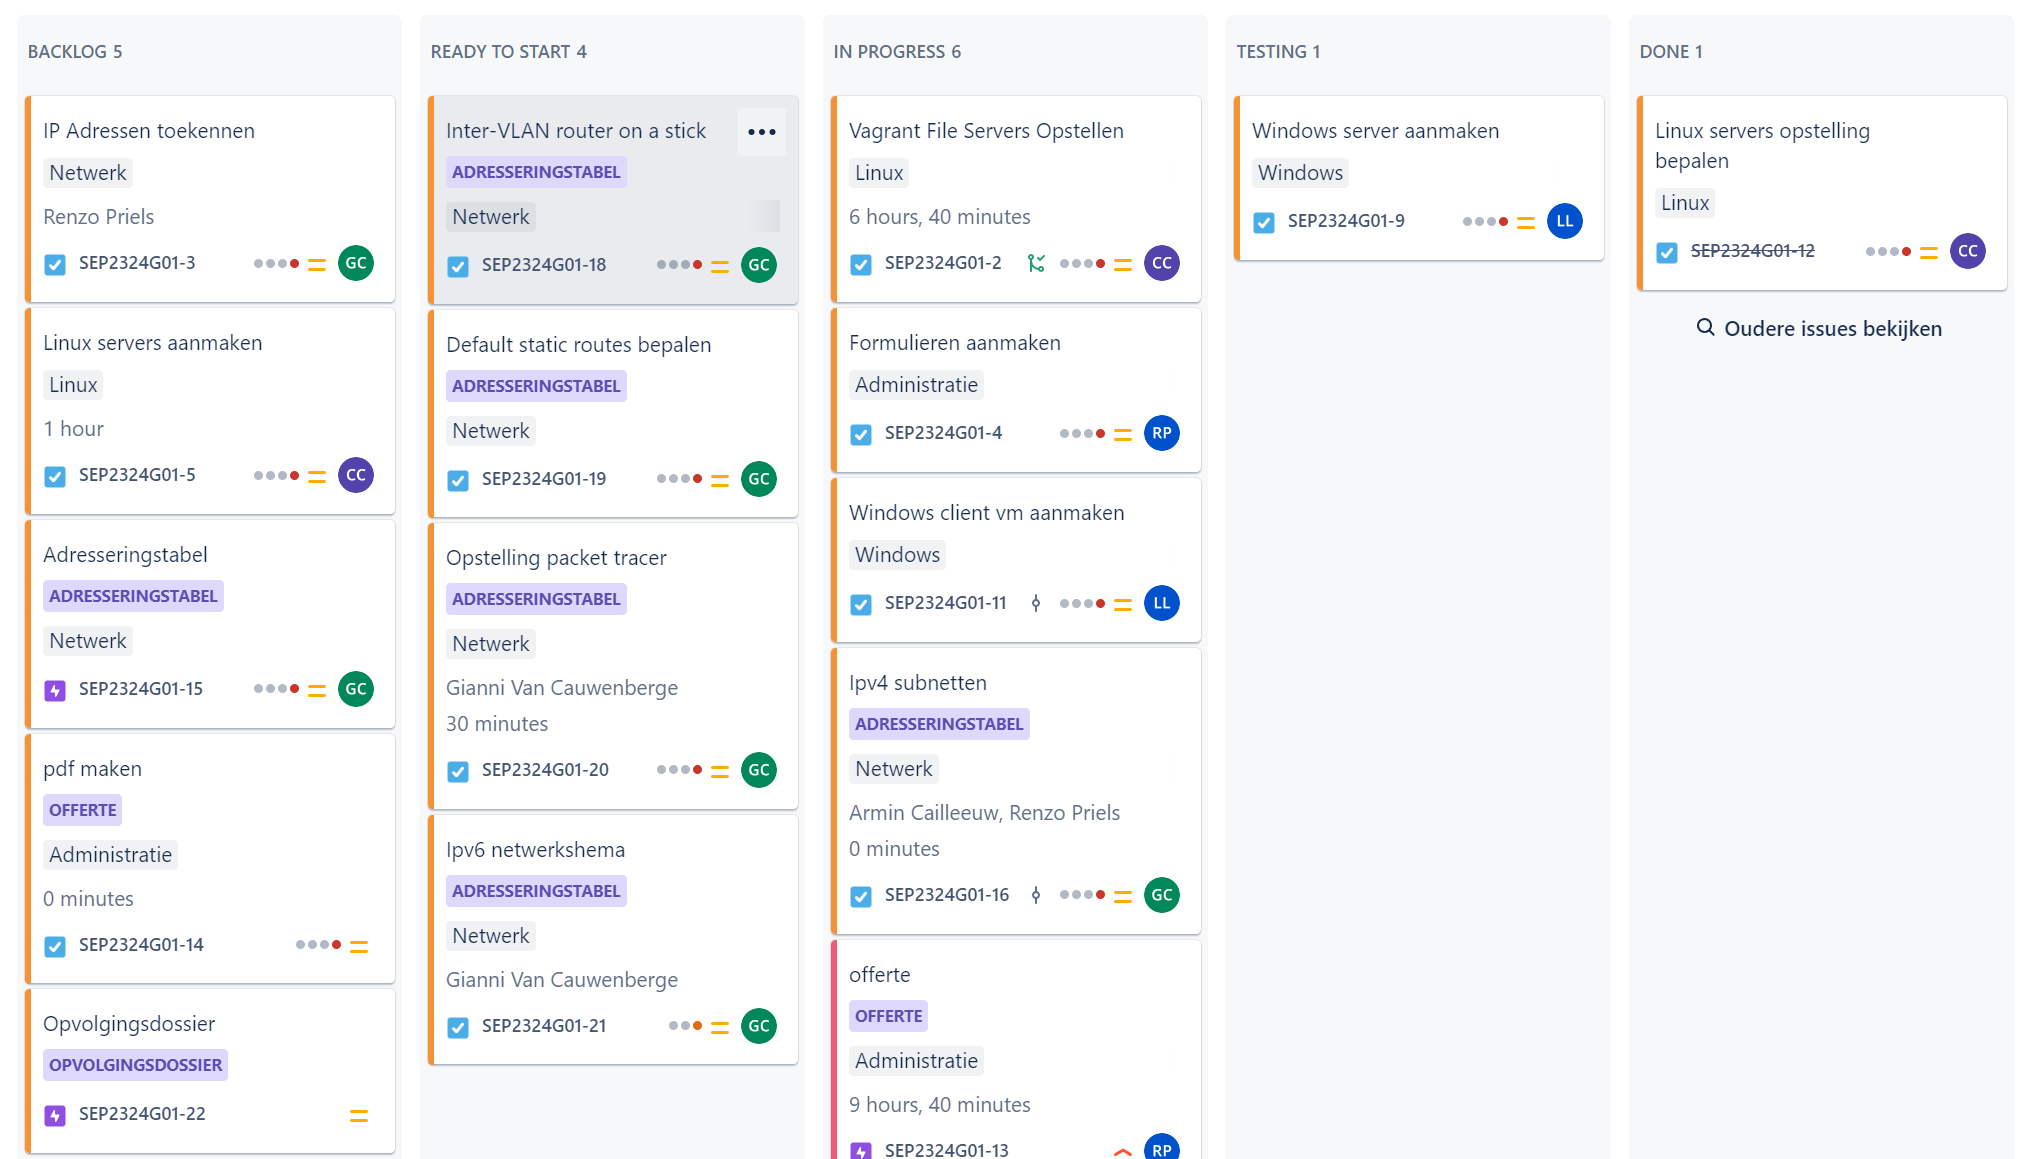 BACKLOG 5
IP Adressen toekennen
Netwerk
Renzo Priels
SEP2324G01-3
GC
Linux servers aanmaken
Linux
1 hour
SEP2324G01-5
CC
Adresseringstabel
ADRESSERINGSTABEL
Netwerk
SEP2324G01-15
GC
pdf maken
OFFERTE
Administratie
0 minutes
SEP2324G01-14
Opvolgingsdossier
OPVOLGINGSDOSSIER
SEP2324G01-22
READY TO START 4
Inter-VLAN router on a stick
ADRESSERINGSTABEL
Netwerk
SEP2324G01-18
GC
Default static routes bepalen
ADRESSERINGSTABEL
Netwerk
SEP2324G01-19
GC
Opstelling packet tracer
ADRESSERINGSTABEL
Netwerk
Gianni Van Cauwenberge
30 minutes
SEP2324G01-20
GC
Ipv6 netwerkshema
ADRESSERINGSTABEL
Netwerk
Gianni Van Cauwenberge
SEP2324G01-21
GC
IN PROGRESS 6
Vagrant File Servers Opstellen
Linux
6 hours, 40 minutes
SEP2324G01-2
CC
Formulieren aanmaken
Administratie
SEP2324G01-4
RP
Windows client vm aanmaken
Windows
SEP2324G01-11
LL
Ipv4 subnetten
ADRESSERINGSTABEL
Netwerk
Armin Cailleeuw, Renzo Priels
0 minutes
SEP2324G01-16
GC
offerte
OFFERTE
Administratie
9 hours, 40 minutes
SEP2324G01-13
RP
TESTING 1
Windows server aanmaken
Windows
SEP2324G01-9
LL
DONE 1
Linux servers opstelling
bepalen
Linux
SEP2324G01-12
CC
Oudere issues bekijken